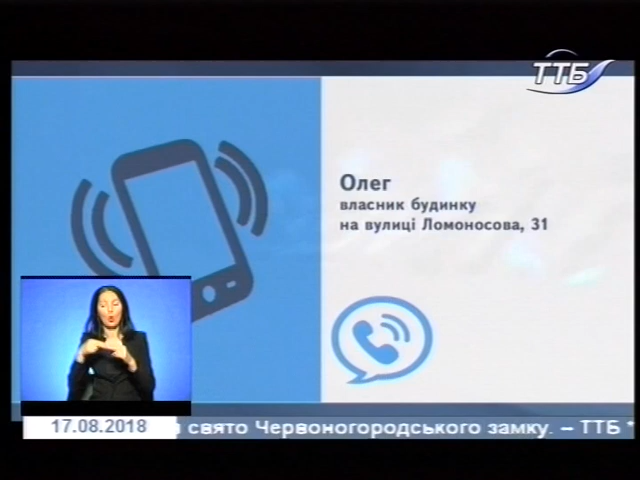 ТТБ
Олег
власник будинку
на вулиці Ломоносова, 31
17.08.2018
свято Червоногородського замку. – ТТБ *